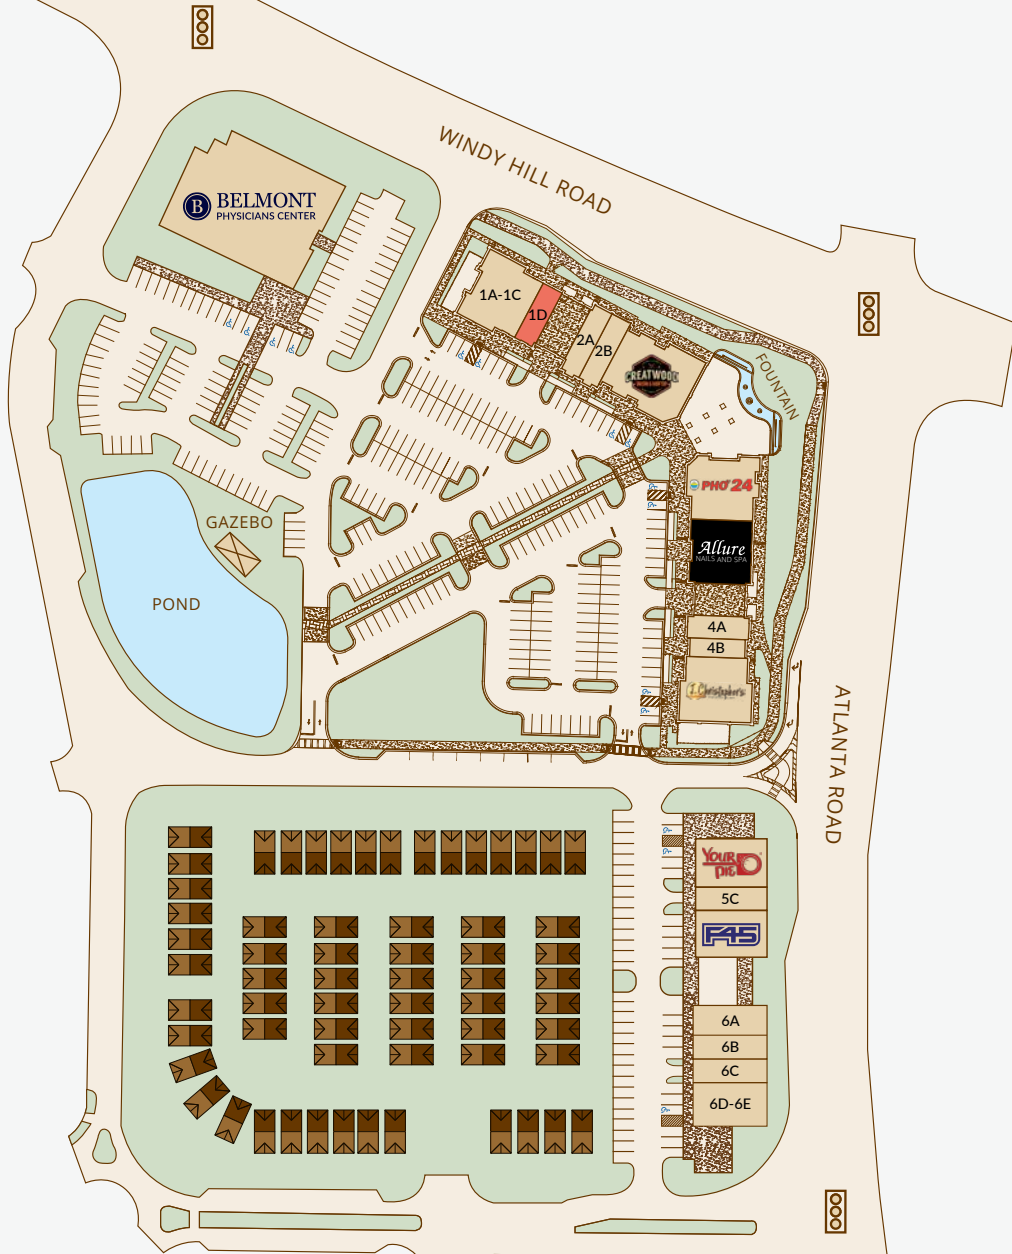 WINDY HILL ROAD
B BELMONT
PHYSICIANS CENTER
1A-1C
1D
2A
2B
CREATWOOD
FOUNTAIN
PHO 24
GAZEBO
Allure
NAILS AND SPA
POND
4A
4B
J. Christopher's
ATLANTA ROAD
YOUR
PIE
5C
F45
6A
6B
6C
6D-6E